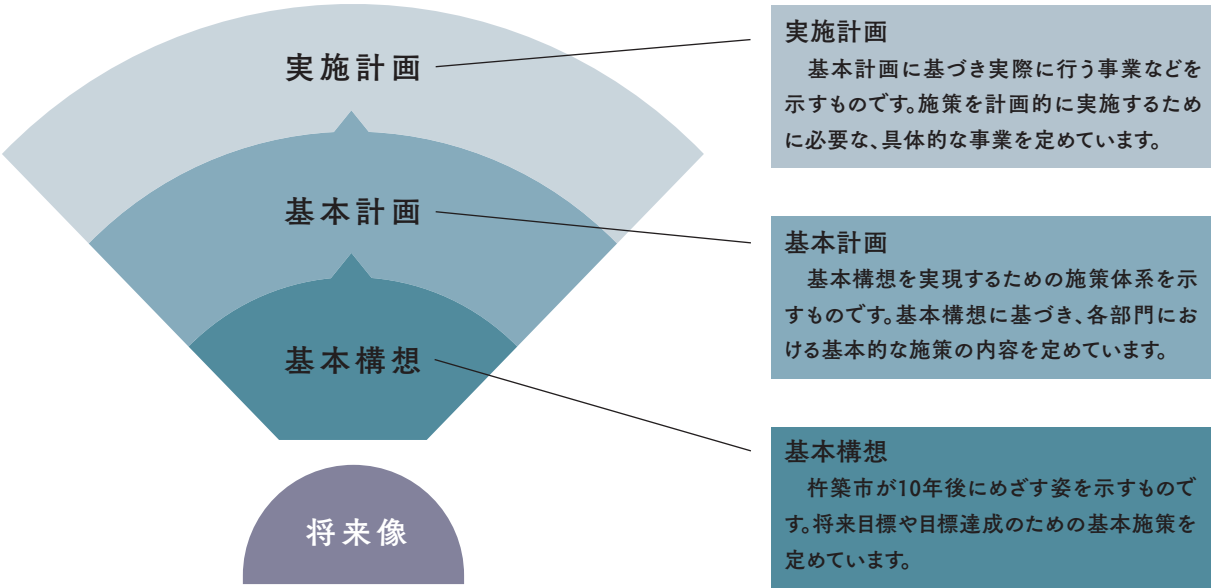 実施計画
基本計画
基本構想
将来像
実施計画
　基本計画に基づき実際に行う事業などを
示すものです。施策を計画的に実施するため
に必要な、具体的な事業を定めています。
基本計画
　基本構想を実現するための施策体系を示
すものです。基本構想に基づき、各部門にお
ける基本的な施策の内容を定めています。
基本構想
　杵築市が10年後にめざす姿を示すもので
す。将来目標や目標達成のための基本施策を
定めています。